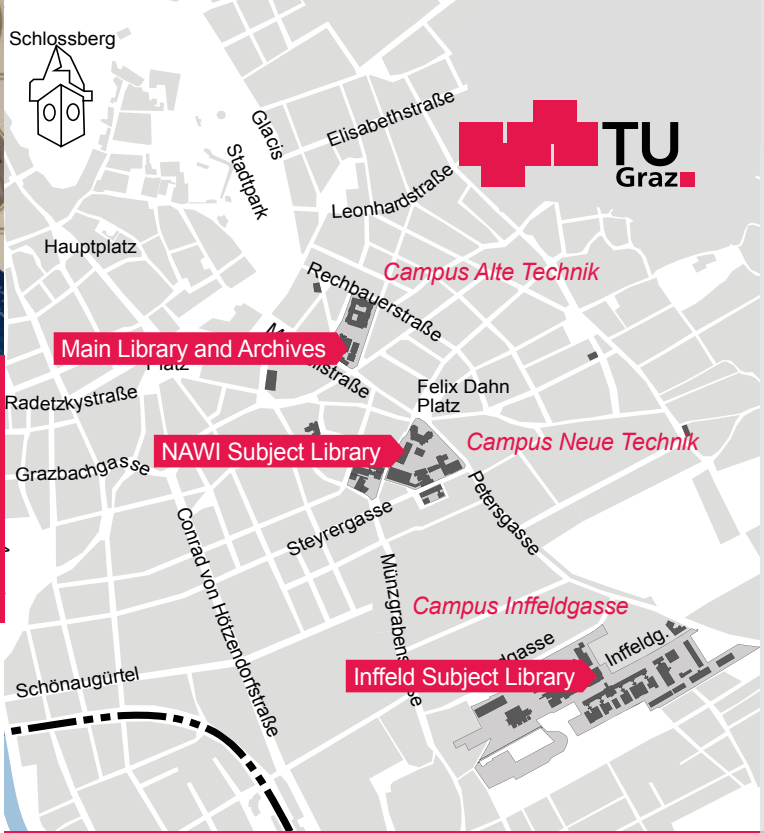 Schlossberg
Glacis
Elisabethstraße
TU
Graz
Stadtpark
Leonhardstraße
Hauptplatz
Campus Alte Technik
Rechbauerstraße
Main Library and Archives
Platz
Felix Dahn
Platz
Radetzkystraße
NAWI Subject Library
Campus Neue Technik
Grazbachgasse
Petersgasse
Steyrergasse
Conrad von Hötzendorfstraße
Campus Inffeldgasse
Inffeldg.
Inffeld Subject Library
Schönaugürtel